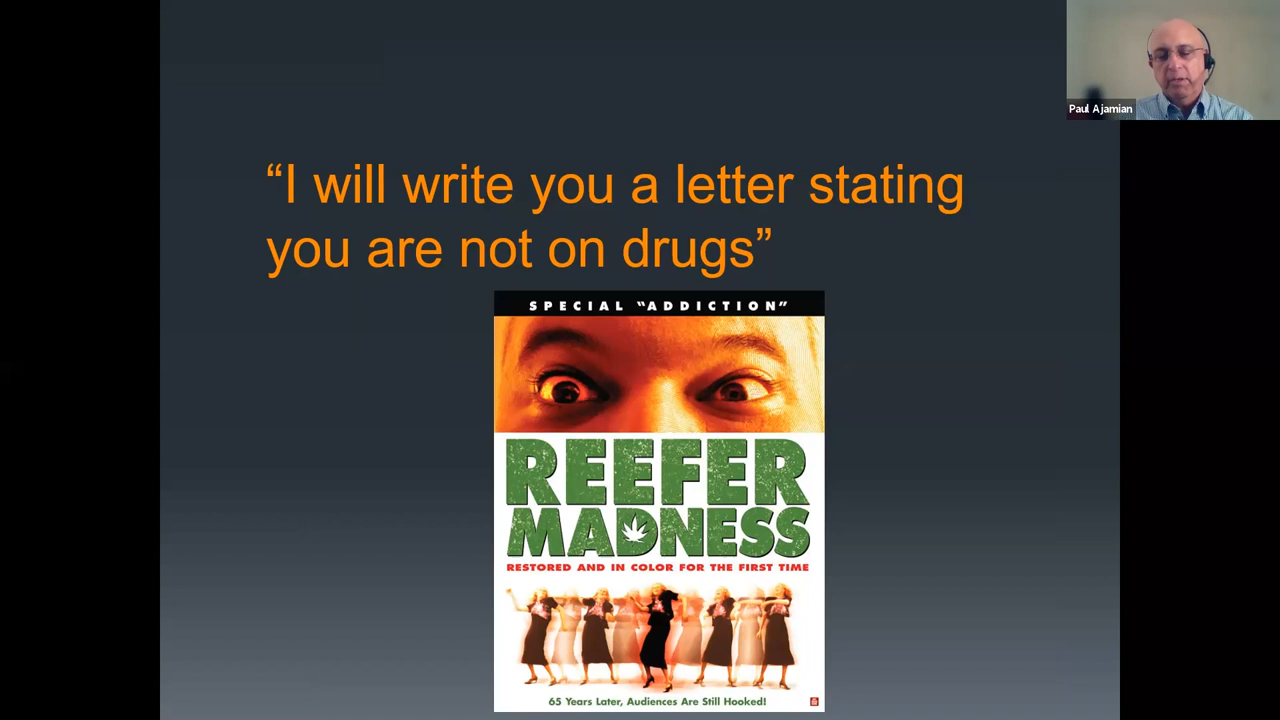 Paul Ajamian
“I will write you a letter stating
you are not on drugs”
SPECIAL "ADDICTION"
REEFER
MADNESS
RESTORED AND IN COLOR FOR THE FIRST TIME
65 Years Later, Audiences Are Still Hooked!